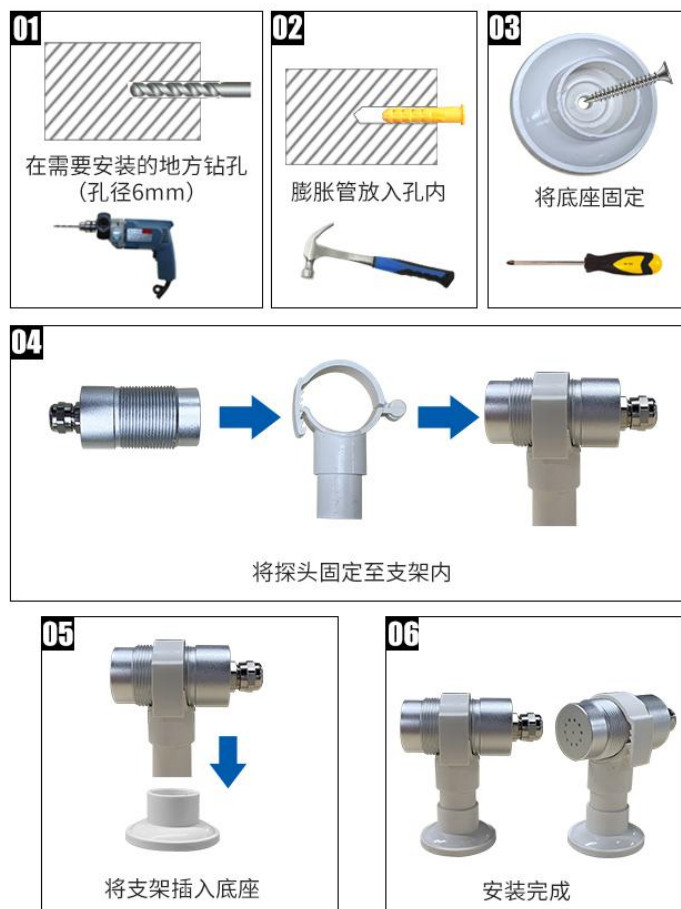 01
在需要安装的地方钻孔
（孔径6mm）
02
膨胀管放入孔内
03
将底座固定
04
将探头固定至支架内
05
将支架插入底座
06
安装完成